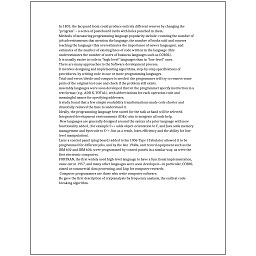 In 1801, the Jacquard loom could produce entirely different weaves by changing the
"program" – a series of pasteboard cards with holes punched in them.
Methods of measuring programming language popularity include: counting the number of
job advertisements that mention the language, the number of books sold and courses
teaching the language (this overestimates the importance of newer languages), and
estimates of the number of existing lines of code written in the language (this
underestimates the number of users of business languages such as COBOL).
It is usually easier to code in "high-level" languages than in "low-level" ones.
There are many approaches to the Software development process.
It involves designing and implementing algorithms, step-by-step specifications of
procedures, by writing code in one or more programming languages.
Trial-and-error/divide-and-conquer is needed: the programmer will try to remove some
parts of the original test case and check if the problem still exists.
Assembly languages were soon developed that let the programmer specify instruction in a
text format (e.g., ADD X, TOTAL), with abbreviations for each operation code and
meaningful names for specifying addresses.
A study found that a few simple readability transformations made code shorter and
drastically reduced the time to understand it.
Ideally, the programming language best suited for the task at hand will be selected.
Integrated development environments (IDEs) aim to integrate all such help.
New languages are generally designed around the syntax of a prior language with new
functionality added, (for example C++ adds object-orientation to C, and Java adds memory
management and bytecode to C++, but as a result, loses efficiency and the ability for low-
level manipulation).
Later a control panel (plug board) added to his 1906 Type I Tabulator allowed it to be
programmed for different jobs, and by the late 1940s, unit record equipment such as the
IBM 602 and IBM 604, were programmed by control panels in a similar way, as were the
first electronic computers.
FORTRAN, the first widely used high-level language to have a functional implementation,
came out in 1957, and many other languages were soon developed—in particular, COBOL
aimed at commercial data processing, and Lisp for computer research.
Computer programmers are those who write computer software.
He gave the first description of cryptanalysis by frequency analysis, the earliest code-
breaking algorithm.